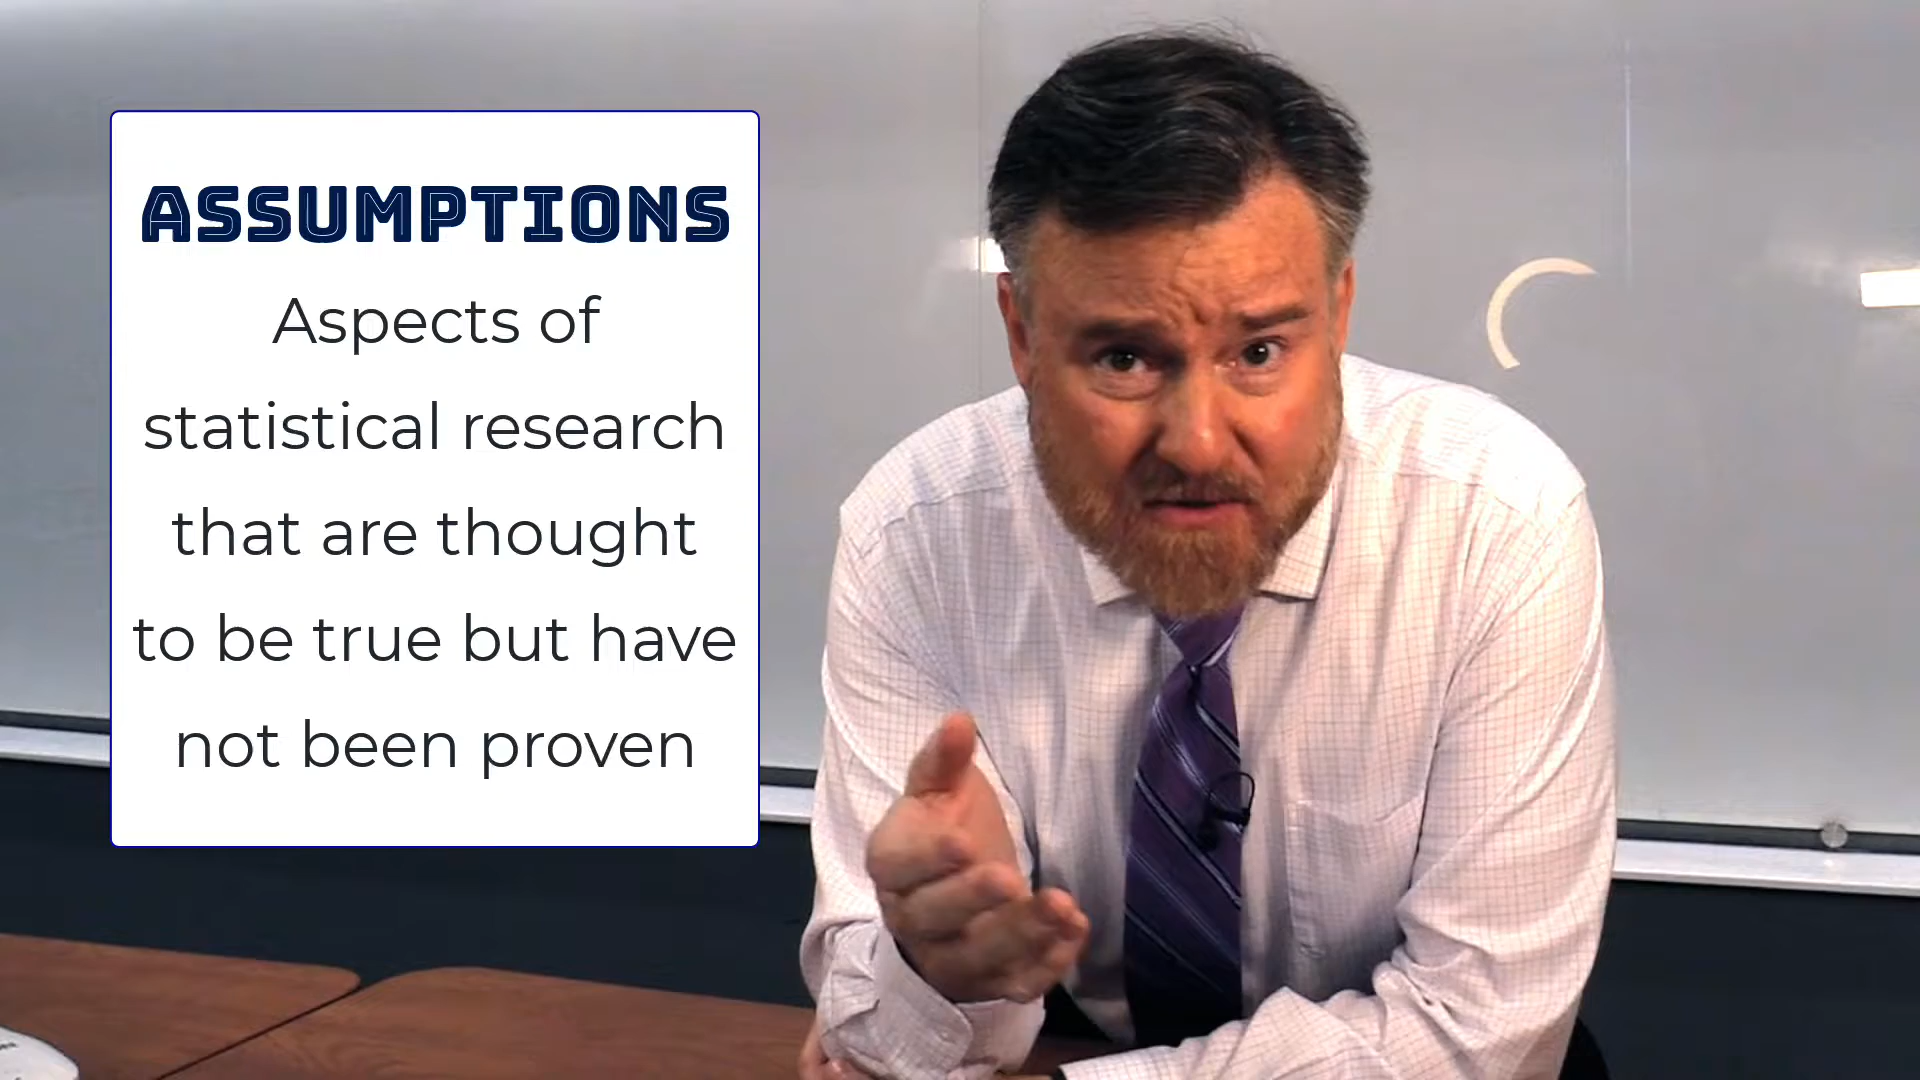 ASSUMPTIONS
Aspects of
statistical research
that are thought
to be true but have
not been proven